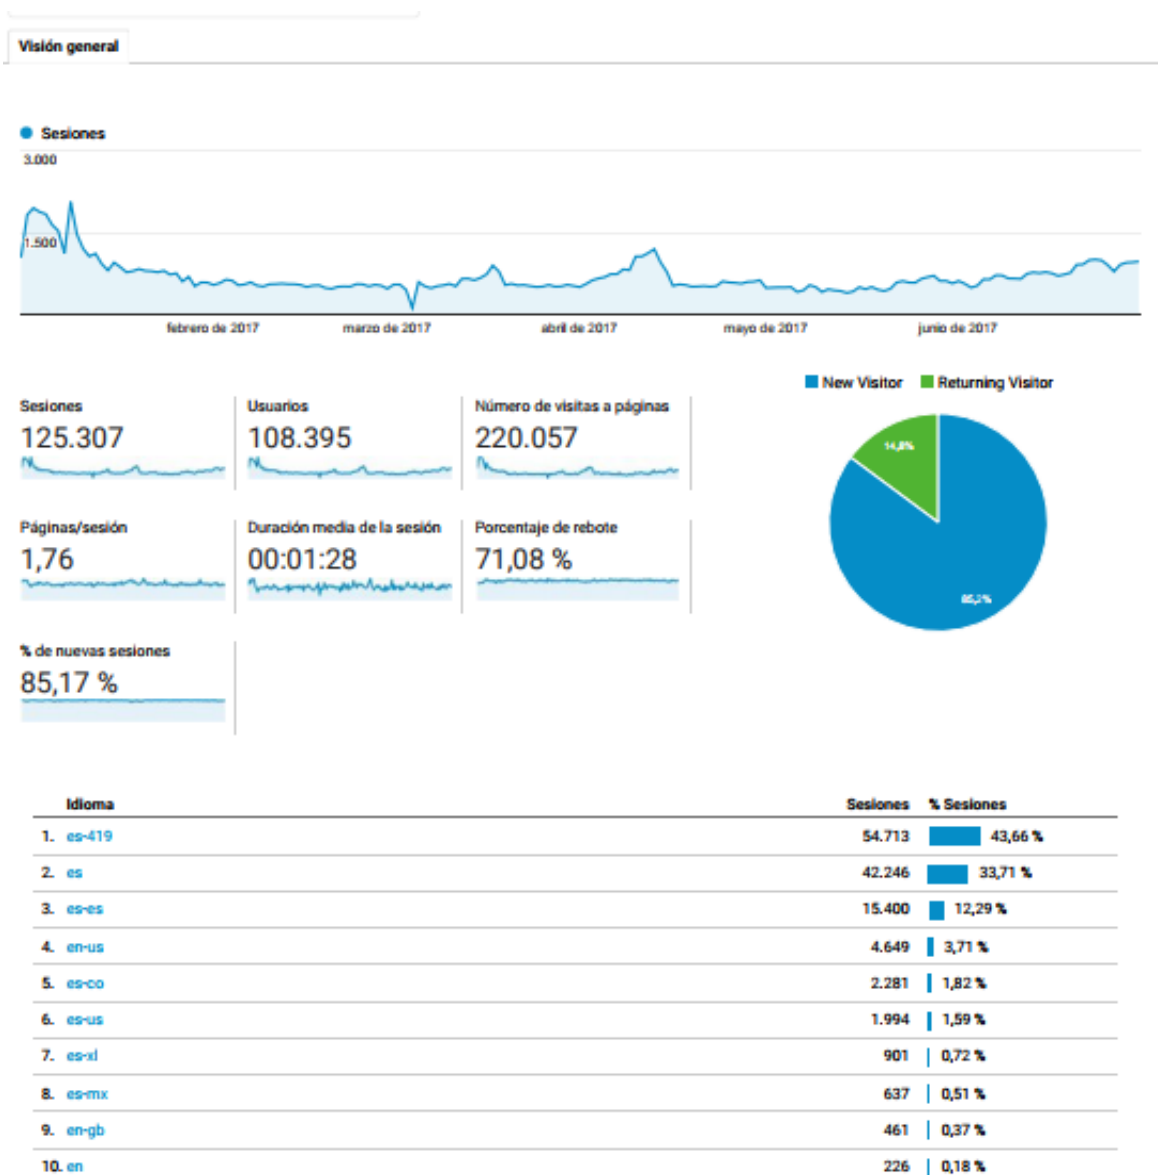 Visión general
Sesiones
3.000
1.500
febrero de 2017 marzo de 2017 abril de 2017 mayo de 2017 junio de 2017
New Visitor Returning Visitor
14,8%
85,2%
Sesiones Usuarios Número de visitas a páginas
125.307 108.395 220.057
Páginas/sesión Duración media de la sesión Porcentaje de rebote
1,76 00:01:28 71,08 %
% de nuevas sesiones
85,17 %
Idioma Sesiones % Sesiones
1. es-419 54.713 43,66 %
2. es 42.246 33,71 %
3. es-es 15.400 12,29 %
4. en-us 4.649 3,71 %
5. es-co 2.281 1,82 %
6. es-us 1.994 1,59 %
7. es-xl 901 0,72 %
8. es-mx 637 0,51 %
9. en-gb 461 0,37 %
10. en 226 0,18 %